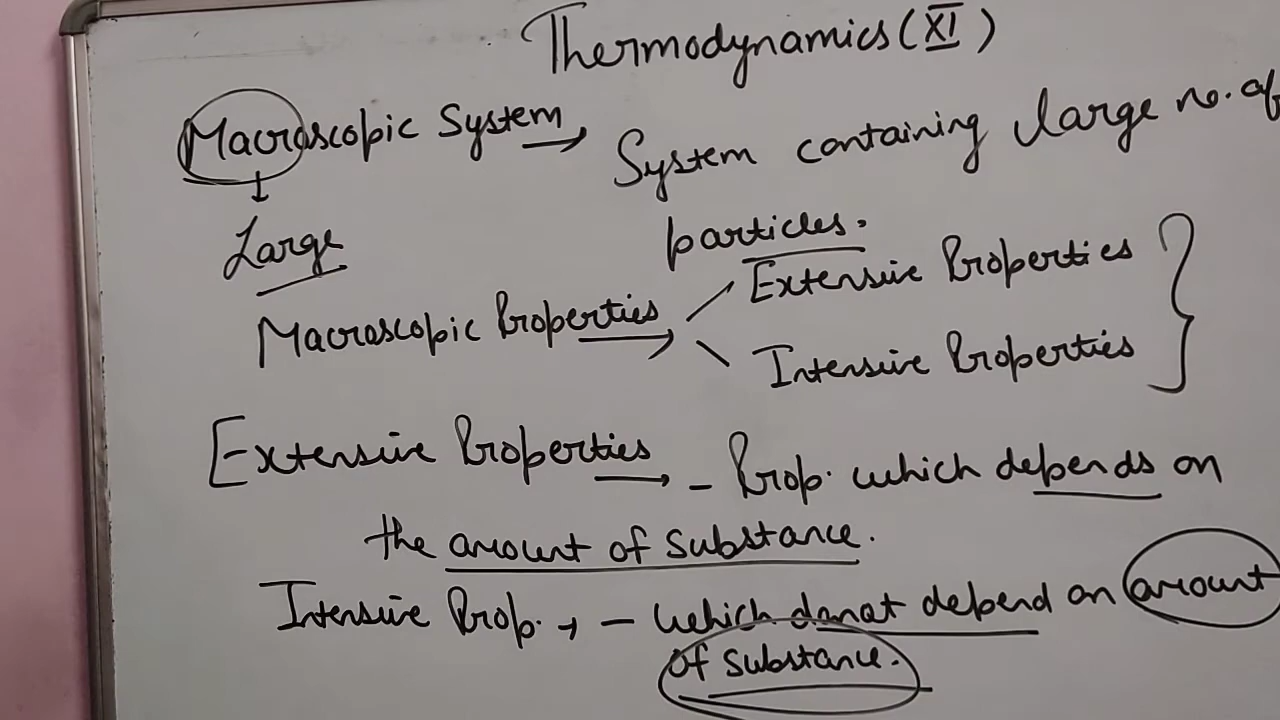 Thermodynamics (XI)
Macroscopic System → System containing large no. of
particles.
↓
Large
Macroscopic Properties → Extensive Properties
Intensive Properties
Extensive Properties → - Prop. which depends on
the amount of substance.
Intensive Prop. → - which donot depend on amount
of substance.